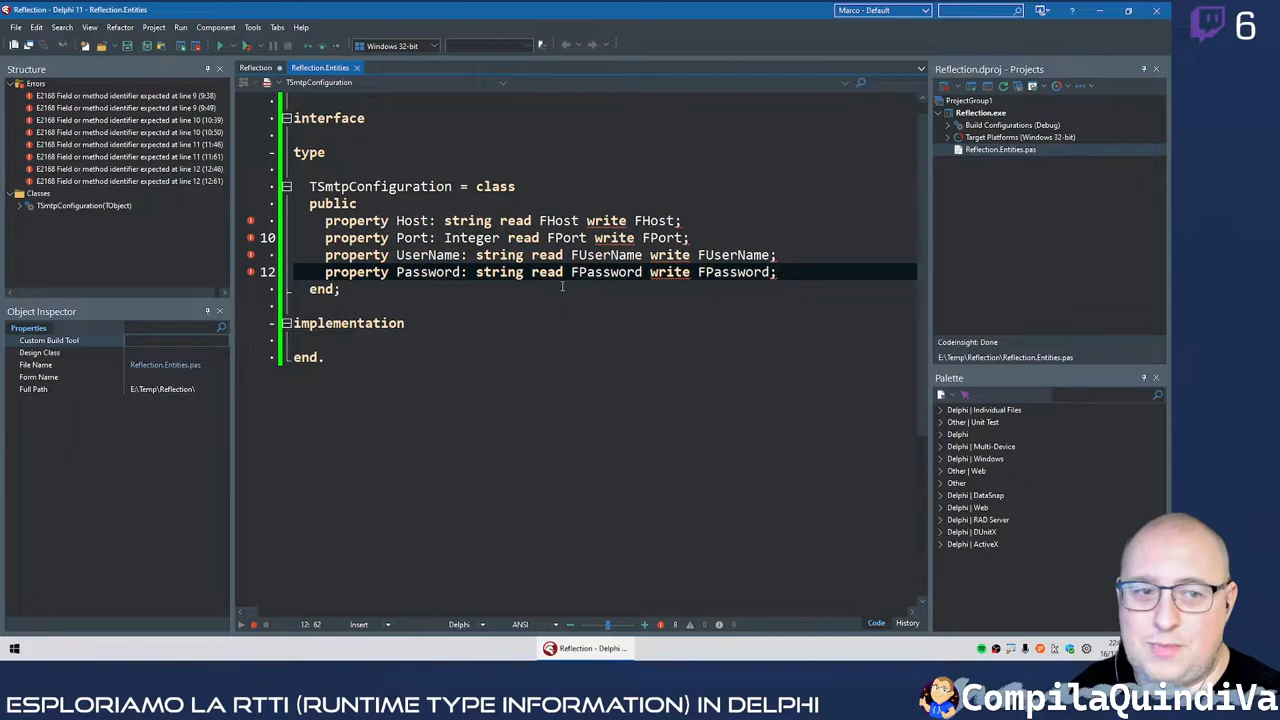 Reflection - Delphi 11 - Reflection.Entities
Marco - Default
6
File Edit Search View Refactor Project Run Component Tools Tabs Help
Windows 32-bit
Structure
Reflection
Reflection.Entities
Reflection.dproj - Projects
Errors
E2168 Field or method identifier expected at line 9 (9:38)
E2168 Field or method identifier expected at line 9 (9:49)
E2168 Field or method identifier expected at line 10 (10:39)
E2168 Field or method identifier expected at line 10 (10:50)
E2168 Field or method identifier expected at line 11 (11:46)
E2168 Field or method identifier expected at line 11 (11:61)
E2168 Field or method identifier expected at line 12 (12:46)
E2168 Field or method identifier expected at line 12 (12:61)
Classes
TSmtpConfiguration(TObject)
TSmtpConfiguration
interface
type
TSmtpConfiguration = class
public
property Host: string read FHost write FHost;
10 property Port: Integer read FPort write FPort;
property UserName: string read FUserName write FUserName;
12 property Password: string read FPassword write FPassword;
end;
implementation
end.
ProjectGroup1
Reflection.exe
Build Configurations (Debug)
Target Platforms (Windows 32-bit)
Reflection.Entities.pas
CodeInsight: Done
E:\Temp\Reflection\Reflection.Entities.pas
Object Inspector
Properties
Custom Build Tool
Design Class
File Name Reflection.Entities.pas
Form Name
Full Path E:\Temp\Reflection\
Palette
Delphi | Individual Files
Other | Unit Test
Delphi
Delphi | Multi-Device
Delphi | Windows
Other | Web
Other
Delphi | DataSnap
Delphi | Web
Delphi | RAD Server
Delphi | DUnitX
Delphi | ActiveX
12: 62 Insert Delphi ANSI 8 0 0 Code History
Reflection - Delphi ...
ESPLORIAMO LA RTTI (RUNTIME TYPE INFORMATION) IN DELPHI
CompilaQuindiVa